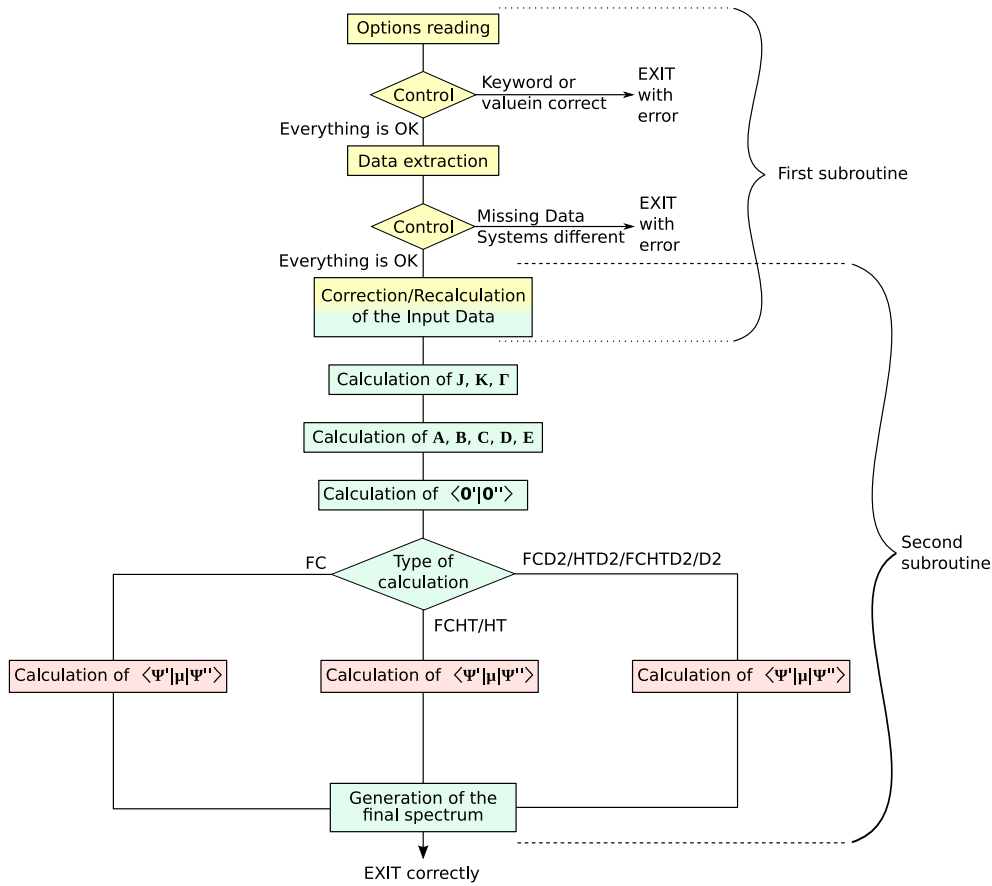 Options reading
Control
Keyword or
valuein correct
EXIT
with
error
Everything is OK
Data extraction
First subroutine
Control
Missing Data
Systems different
EXIT
with
error
Everything is OK
Correction/Recalculation
of the Input Data
Calculation of J, K, Γ
Calculation of A, B, C, D, E
Calculation of ⟨0'|0''⟩
Type of
calculation
FC
FCD2/HTD2/FCHTD2/D2
FCHT/HT
Second
subroutine
Calculation of ⟨Ψ'|μ|Ψ''⟩
Calculation of ⟨Ψ'|μ|Ψ''⟩
Calculation of ⟨Ψ'|μ|Ψ''⟩
Generation of the
final spectrum
EXIT correctly